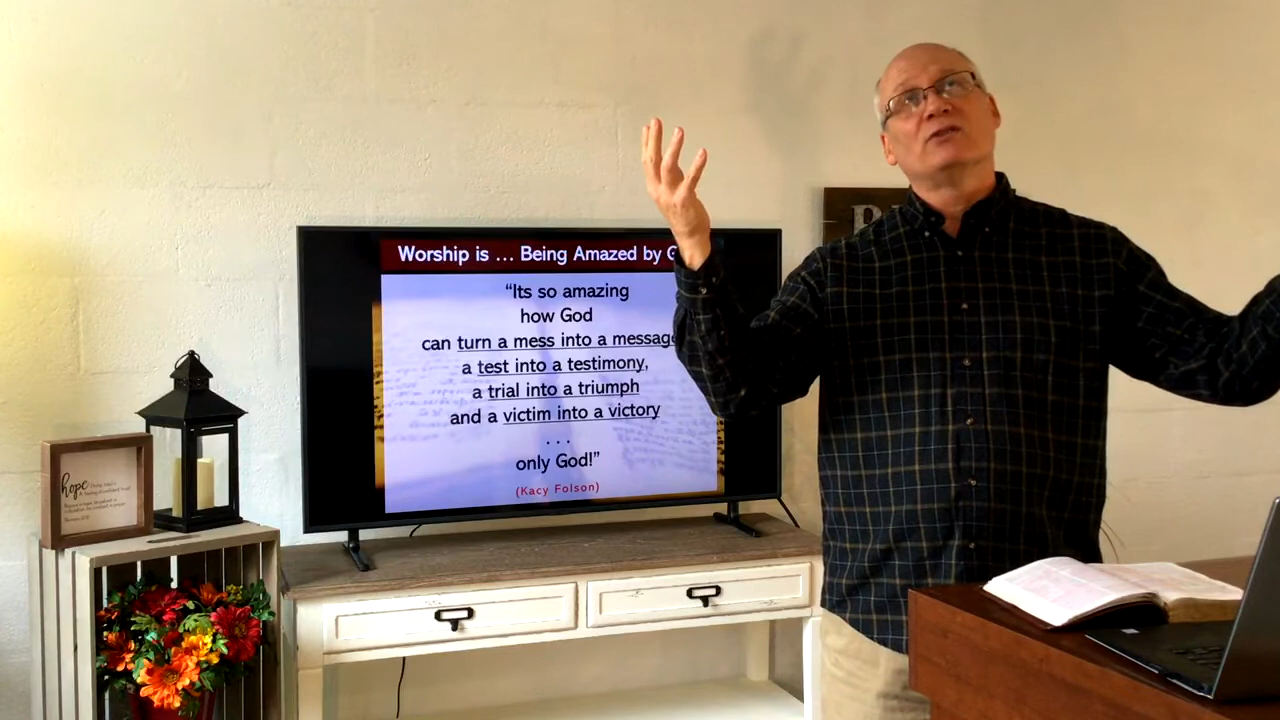 Worship is ... Being Amazed by G
“Its so amazing
how God
can turn a mess into a message
a test into a testimony,
a trial into a triumph
and a victim into a victory
. . .
only God!”
(Kacy Folson)
hope